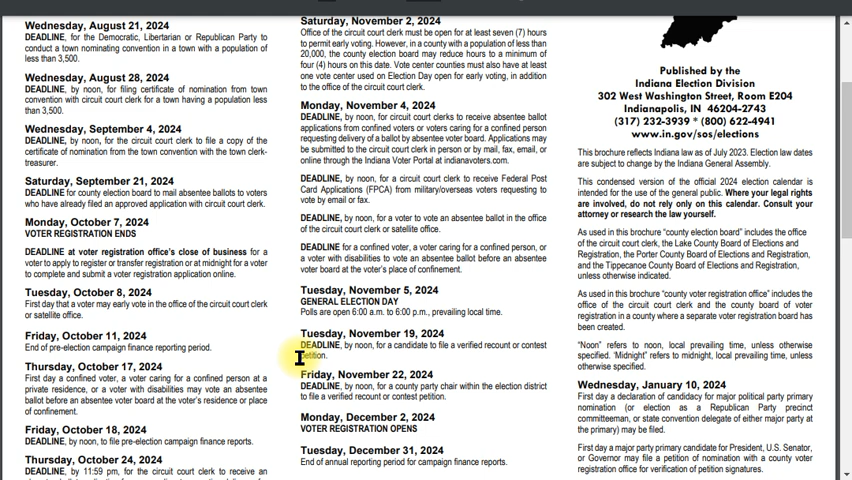 Wednesday, August 21, 2024
DEADLINE, for the Democratic, Libertarian or Republican Party to
conduct a town nominating convention in a town with a population of
less than 3,500.
Wednesday, August 28, 2024
DEADLINE, by noon, for filing certificate of nomination from town
convention with circuit court clerk for a town having a population less
than 3,500.
Wednesday, September 4, 2024
DEADLINE, by noon, for the circuit court clerk to file a copy of the
certificate of nomination from the town convention with the town clerk-
treasurer.
Saturday, September 21, 2024
DEADLINE for county election board to mail absentee ballots to voters
who have already filed an approved application with circuit court clerk.
Monday, October 7, 2024
VOTER REGISTRATION ENDS
DEADLINE at voter registration office's close of business for a
voter to apply to register or transfer registration or at midnight for a voter
to complete and submit a voter registration application online.
Tuesday, October 8, 2024
First day that a voter may early vote in the office of the circuit court clerk
or satellite office.
Friday, October 11, 2024
End of pre-election campaign finance reporting period.
Thursday, October 17, 2024
First day a confined voter, a voter caring for a confined person at a
private residence, or a voter with disabilities may vote an absentee
ballot before an absentee voter board at the voter's residence or place
of confinement.
Friday, October 18, 2024
DEADLINE, by noon, to file pre-election campaign finance reports.
Thursday, October 24, 2024
DEADLINE, by 11:59 pm, for the circuit court clerk to receive an
Saturday, November 2, 2024
Office of the circuit court clerk must be open for at least seven (7) hours
to permit early voting. However, in a county with a population of less than
20,000, the county election board may reduce hours to a minimum of
four (4) hours on this date. Vote center counties must also have at least
one vote center used on Election Day open for early voting, in addition
to the office of the circuit court clerk.
Monday, November 4, 2024
DEADLINE, by noon, for circuit court clerks to receive absentee ballot
applications from confined voters or voters caring for a confined person
requesting delivery of a ballot by absentee voter board. Applications may
be submitted to the circuit court clerk in person or by mail, fax, email, or
online through the Indiana Voter Portal at indianavoters.com.
DEADLINE, by noon, for a circuit court clerk to receive Federal Post
Card Applications (FPCA) from military/overseas voters requesting to
vote by email or fax.
DEADLINE, by noon, for a voter to vote an absentee ballot in the office
of the circuit court clerk or satellite office.
DEADLINE for a confined voter, a voter caring for a confined person, or
a voter with disabilities to vote an absentee ballot before an absentee
voter board at the voter's place of confinement.
Tuesday, November 5, 2024
GENERAL ELECTION DAY
Polls are open 6:00 a.m. to 6:00 p.m., prevailing local time.
Tuesday, November 19, 2024
DEADLINE, by noon, for a candidate to file a verified recount or contest
petition.
Friday, November 22, 2024
DEADLINE, by noon, for a county party chair within the election district
to file a verified recount or contest petition.
Monday, December 2, 2024
VOTER REGISTRATION OPENS
Tuesday, December 31, 2024
End of annual reporting period for campaign finance reports.
Published by the
Indiana Election Division
302 West Washington Street, Room E204
Indianapolis, IN 46204-2743
(317) 232-3939 * (800) 622-4941
www.in.gov/sos/elections
This brochure reflects Indiana law as of July 2023. Election law dates
are subject to change by the Indiana General Assembly.
This condensed version of the official 2024 election calendar is
intended for the use of the general public. Where your legal rights
are involved, do not rely only on this calendar. Consult your
attorney or research the law yourself.
As used in this brochure "county election board" includes the office
of the circuit court clerk, the Lake County Board of Elections and
Registration, the Porter County Board of Elections and Registration,
and the Tippecanoe County Board of Elections and Registration,
unless otherwise indicated.
As used in this brochure "county voter registration office" includes the
office of the circuit court clerk and the county board of voter
registration in a county where a separate voter registration board has
been created.
"Noon" refers to noon, local prevailing time, unless otherwise
specified. "Midnight" refers to midnight, local prevailing time, unless
otherwise specified.
Wednesday, January 10, 2024
First day a declaration of candidacy for major political party primary
nomination (or election as a Republican Party precinct
committeeman, or state convention delegate of either major party at
the primary) may be filed.
First day a major party primary candidate for President, U.S. Senator,
or Governor may file a petition of nomination with a county voter
registration office for verification of petition signatures.